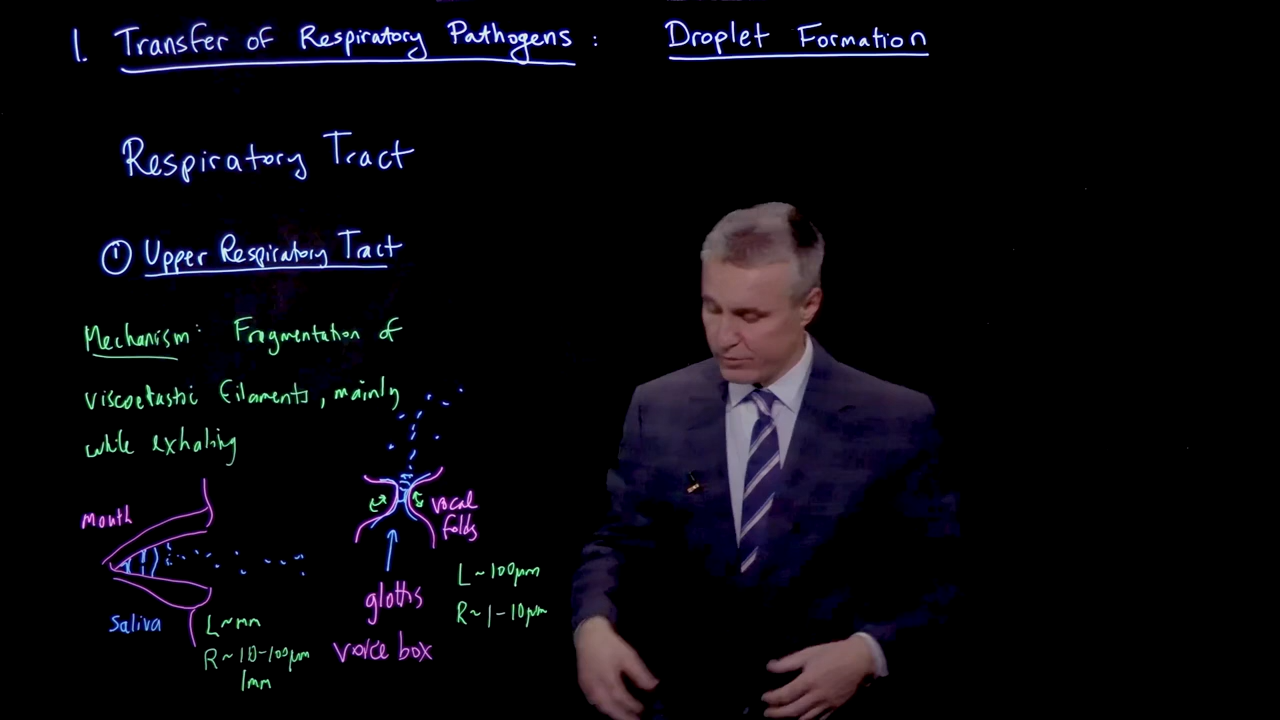 1. Transfer of Respiratory Pathogens : Droplet Formation
Respiratory Tract
① Upper Respiratory Tract
Mechanism: Fragmentation of
viscoelastic filaments, mainly
while exhaling
Mouth
Saliva
L~mm
R~10-100μm
1mm
vocal
folds
glottis
voice box
L~100μm
R~1-10μm